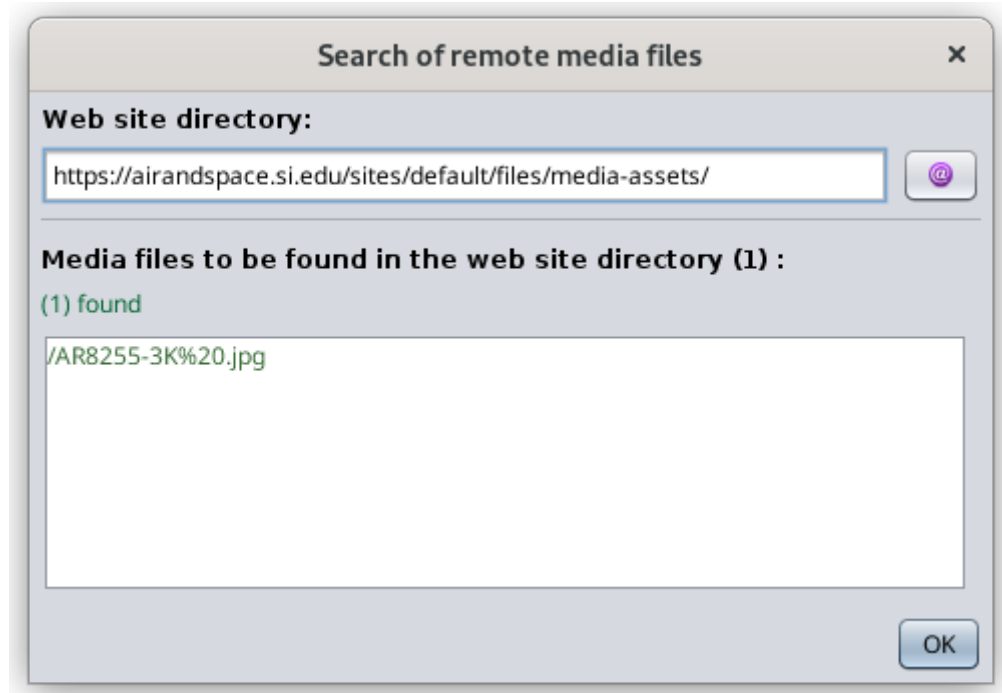 Search of remote media files ×
Web site directory:
https://airandspace.si.edu/sites/default/files/media-assets/ @
Media files to be found in the web site directory (1) :
(1) found
/AR8255-3K%20.jpg
OK